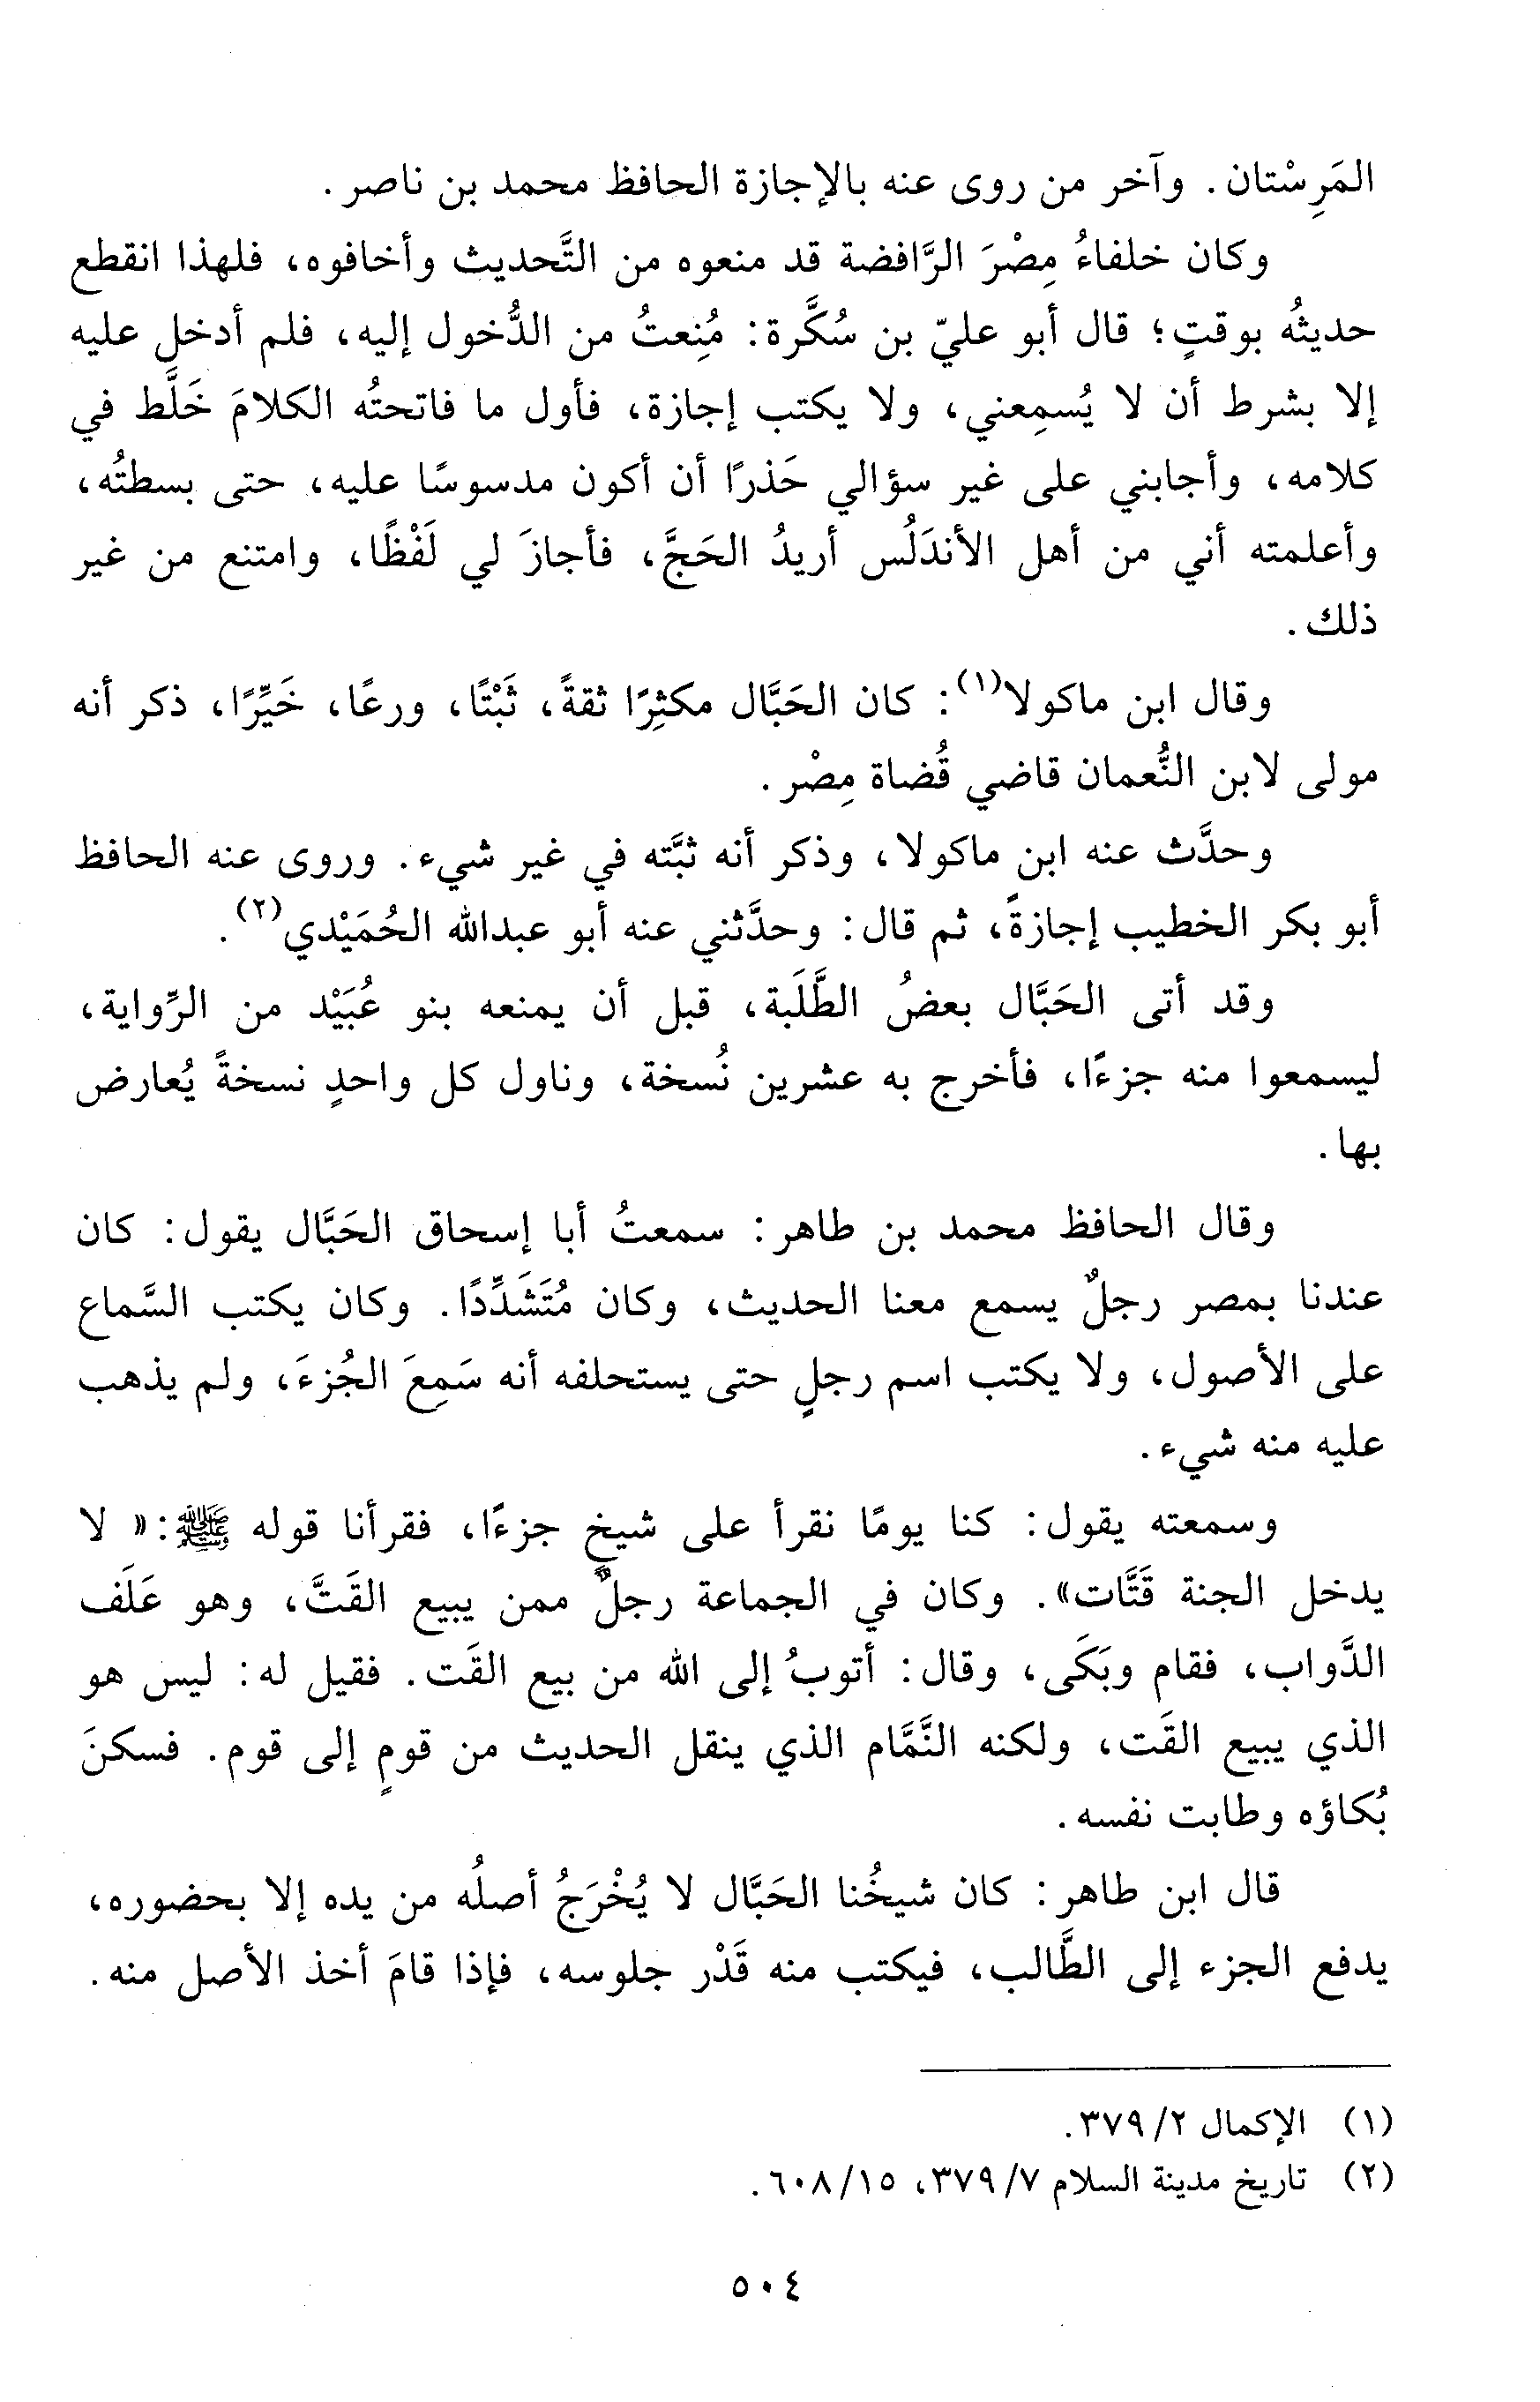 المَرِسْتان. وآخر من روى عنه بالإجازة الحافظ محمد بن ناصر.
وكان خلفاءُ مِصْرَ الرَّافضة قد منعوه من التَّحديث وأخافوه، فلهذا انقطع
حديثُه بوقتٍ؛ قال أبو عليّ بن سُكَّرة: مُنِعتُ من الدُّخول إليه، فلم أدخل عليه
إلا بشرط أن لا يُسمِعني، ولا يكتب إجازة، فأول ما فاتحتُه الكلامَ خَلَّط في
كلامه، وأجابني على غير سؤالي حَذرًا أن أكون مدسوسًا عليه، حتى بسطتُه،
وأعلمته أني من أهل الأندَلُس أريدُ الحَجَّ، فأجازَ لي لَفْظًا، وامتنع من غير
ذلك.
وقال ابن ماكولا(١): كان الحَبَّال مكثِرًا ثقةً، ثَبْتًا، ورعًا، خَيِّرًا، ذكر أنه
مولى لابن النُّعمان قاضي قُضاة مِصْر.
وحدَّث عنه ابن ماكولا، وذكر أنه ثبَّته في غير شيء. وروى عنه الحافظ
أبو بكر الخطيب إجازةً، ثم قال: وحدَّثني عنه أبو عبدالله الحُمَيْدي(٢).
وقد أتى الحَبَّال بعضُ الطَّلَبة، قبل أن يمنعه بنو عُبَيْد من الرِّواية،
ليسمعوا منه جزءًا، فأخرج به عشرين نُسخة، وناول كل واحدٍ نسخةً يُعارض
بها.
وقال الحافظ محمد بن طاهر: سمعتُ أبا إسحاق الحَبَّال يقول: كان
عندنا بمصر رجلٌ يسمع معنا الحديث، وكان مُتَشَدِّدًا. وكان يكتب السَّماع
على الأصول، ولا يكتب اسم رجلٍ حتى يستحلفه أنه سَمِعَ الجُزءَ، ولم يذهب
عليه منه شيء.
وسمعته يقول: كنا يومًا نقرأ على شيخٍ جزءًا، فقرأنا قوله ﷺ: «لا
يدخل الجنة قَتَّات». وكان في الجماعة رجلٌ ممن يبيع القَتَّ، وهو عَلَف
الدَّواب، فقام وبَكَى، وقال: أتوبُ إلى الله من بيع القَت. فقيل له: ليس هو
الذي يبيع القَت، ولكنه النَّمَّام الذي ينقل الحديث من قومٍ إلى قوم. فسكنَ
بُكاؤه وطابت نفسه.
قال ابن طاهر: كان شيخُنا الحَبَّال لا يُخْرَجُ أصلُه من يده إلا بحضوره،
يدفع الجزء إلى الطَّالب، فيكتب منه قَدْر جلوسه، فإذا قامَ أخذ الأصل منه.
(١) الإكمال ٢/ ٣٧٩.
(٢) تاريخ مدينة السلام ٧/ ٣٧٩، ١٥/ ٦٠٨.
٥٠٤